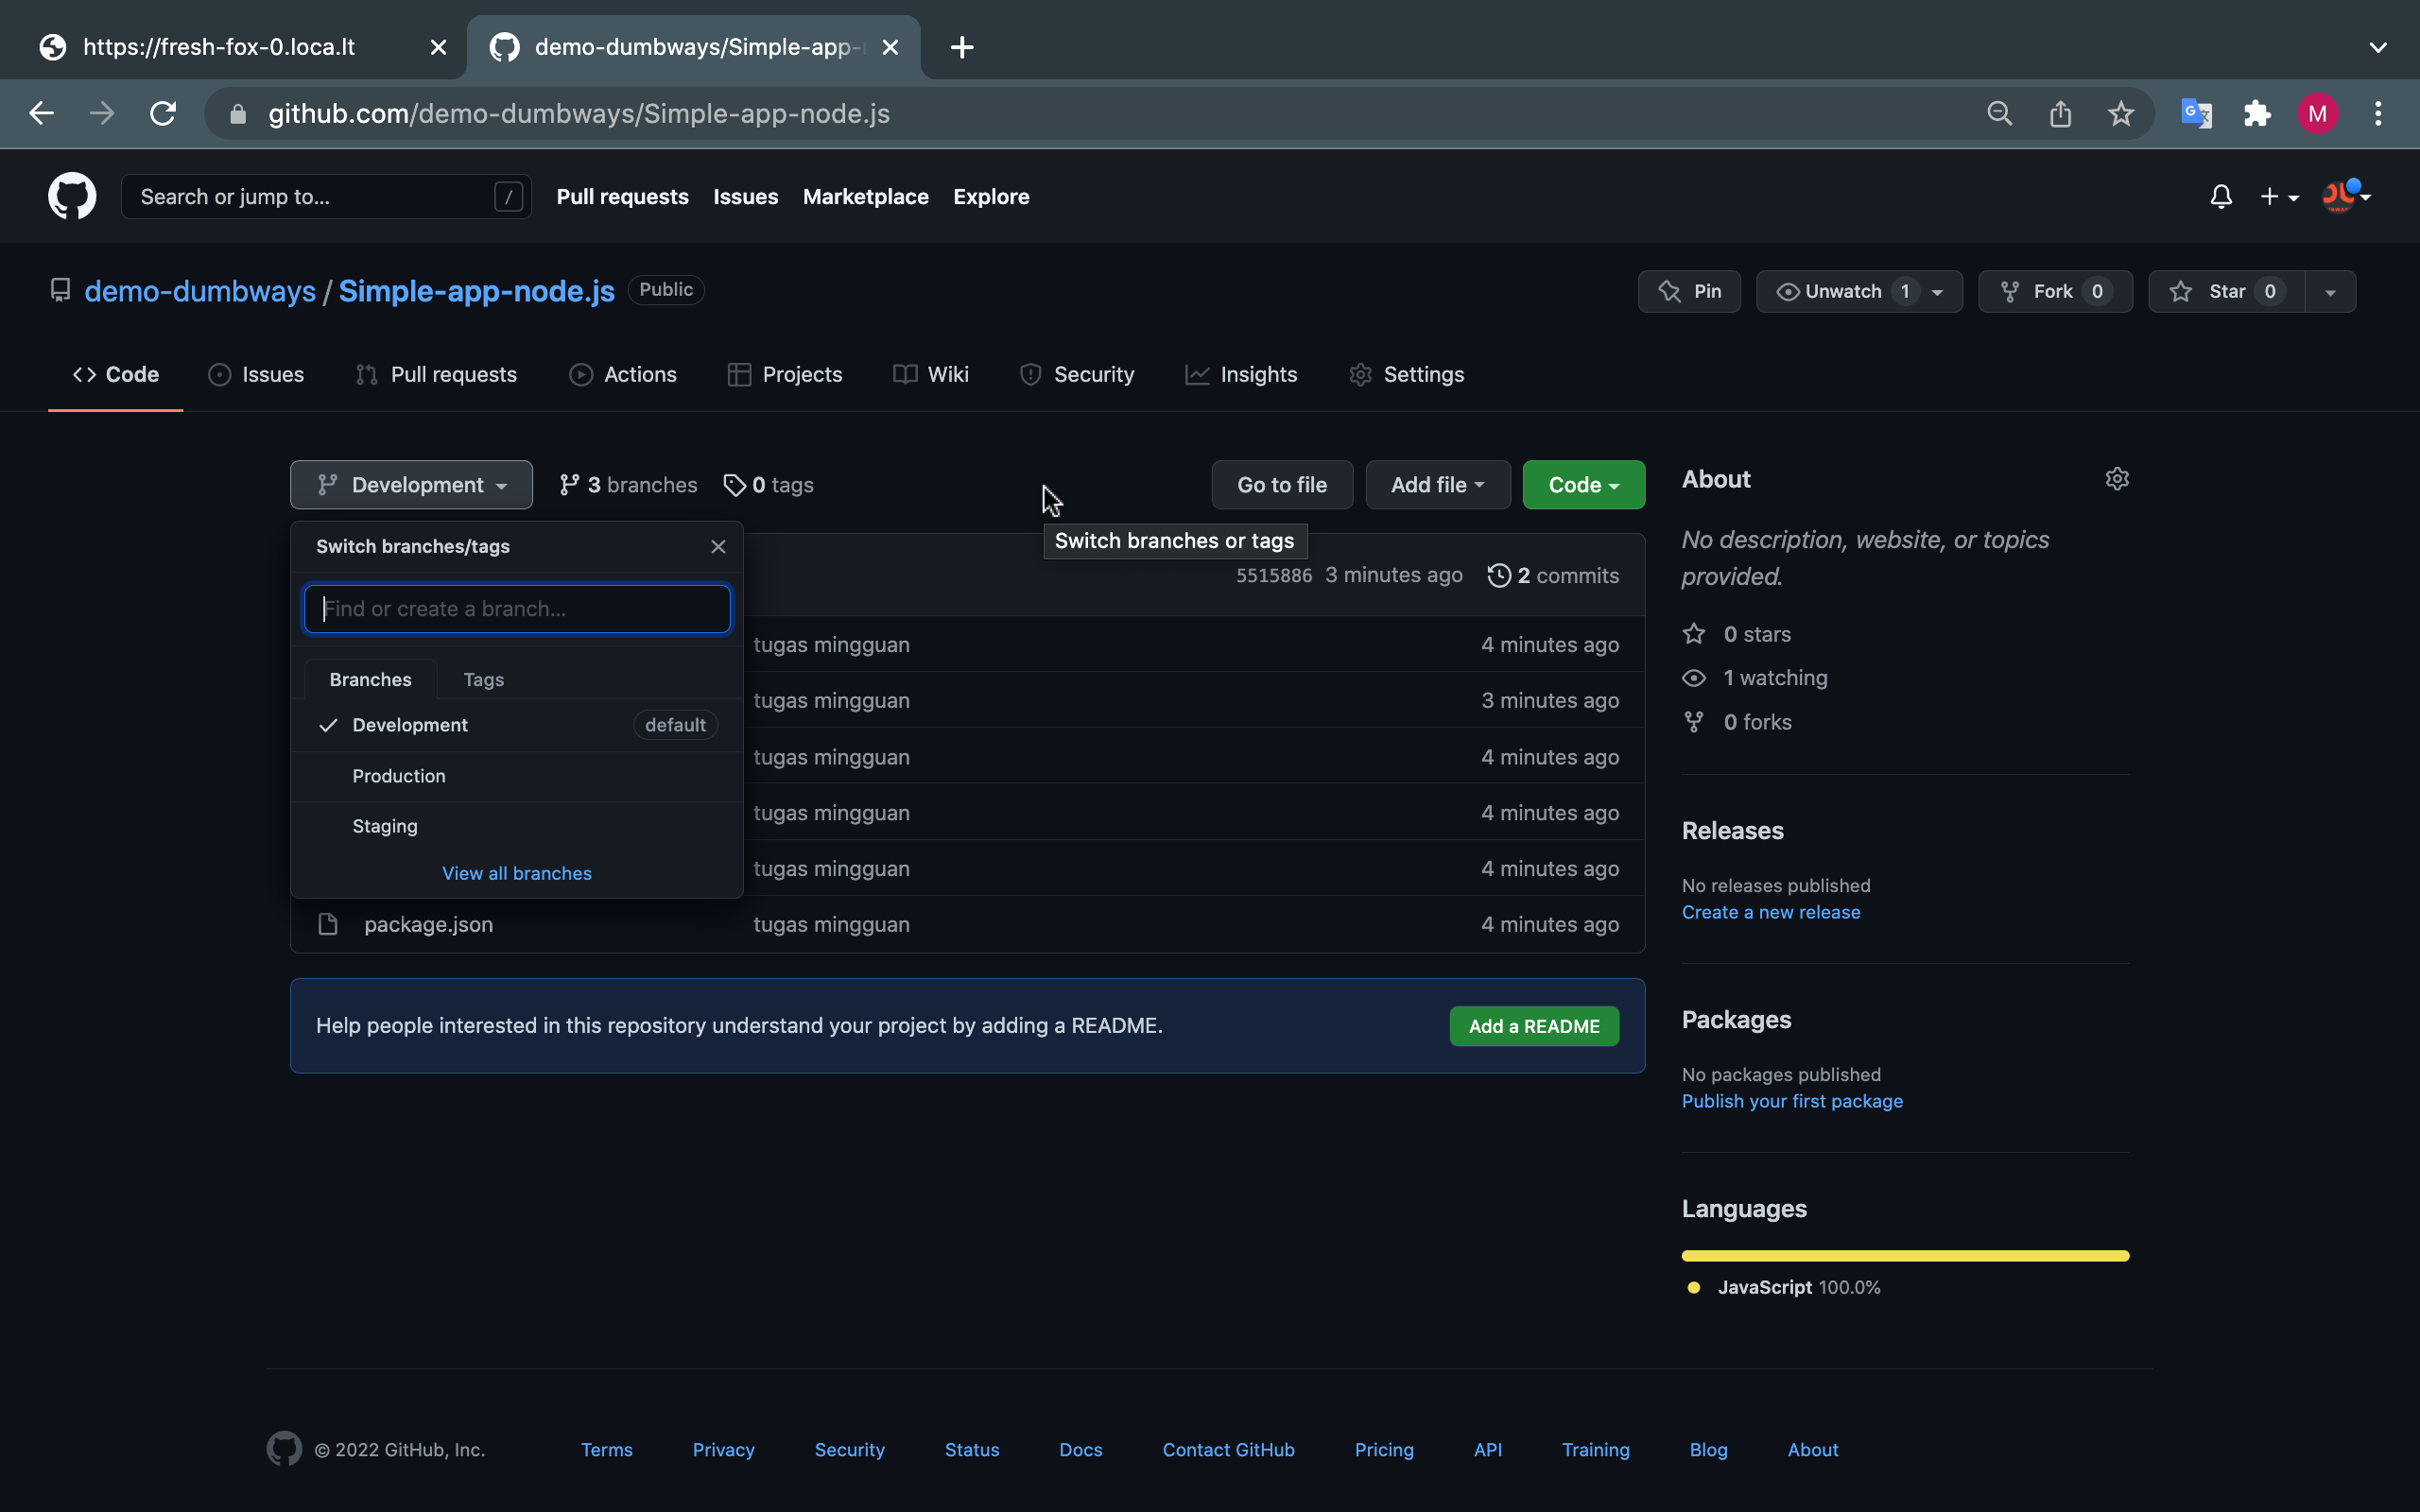 https://fresh-fox-0.loca.lt
demo-dumbways/Simple-app-
github.com/demo-dumbways/Simple-app-node.js
M
Search or jump to... /
Pull requests Issues Marketplace Explore
demo-dumbways / Simple-app-node.js Public
Pin
Unwatch 1
Fork 0
Star 0
Code Issues Pull requests Actions Projects Wiki Security Insights Settings
Development 3 branches 0 tags
Go to file Add file Code
Switch branches or tags
Switch branches/tags
Find or create a branch...
Branches Tags
Development default
Production
Staging
View all branches
5515886 3 minutes ago 2 commits
tugas mingguan 4 minutes ago
tugas mingguan 3 minutes ago
tugas mingguan 4 minutes ago
tugas mingguan 4 minutes ago
tugas mingguan 4 minutes ago
package.json tugas mingguan 4 minutes ago
Help people interested in this repository understand your project by adding a README.
Add a README
About
No description, website, or topics
provided.
0 stars
1 watching
0 forks
Releases
No releases published
Create a new release
Packages
No packages published
Publish your first package
Languages
JavaScript 100.0%
© 2022 GitHub, Inc. Terms Privacy Security Status Docs Contact GitHub Pricing API Training Blog About